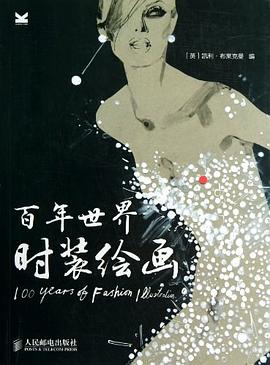 [英] 凯利·布莱克曼 编
百年世界
时装绘画
100 years of Fashion Illustration
人民邮电出版社
POSTS & TELECOM PRESS